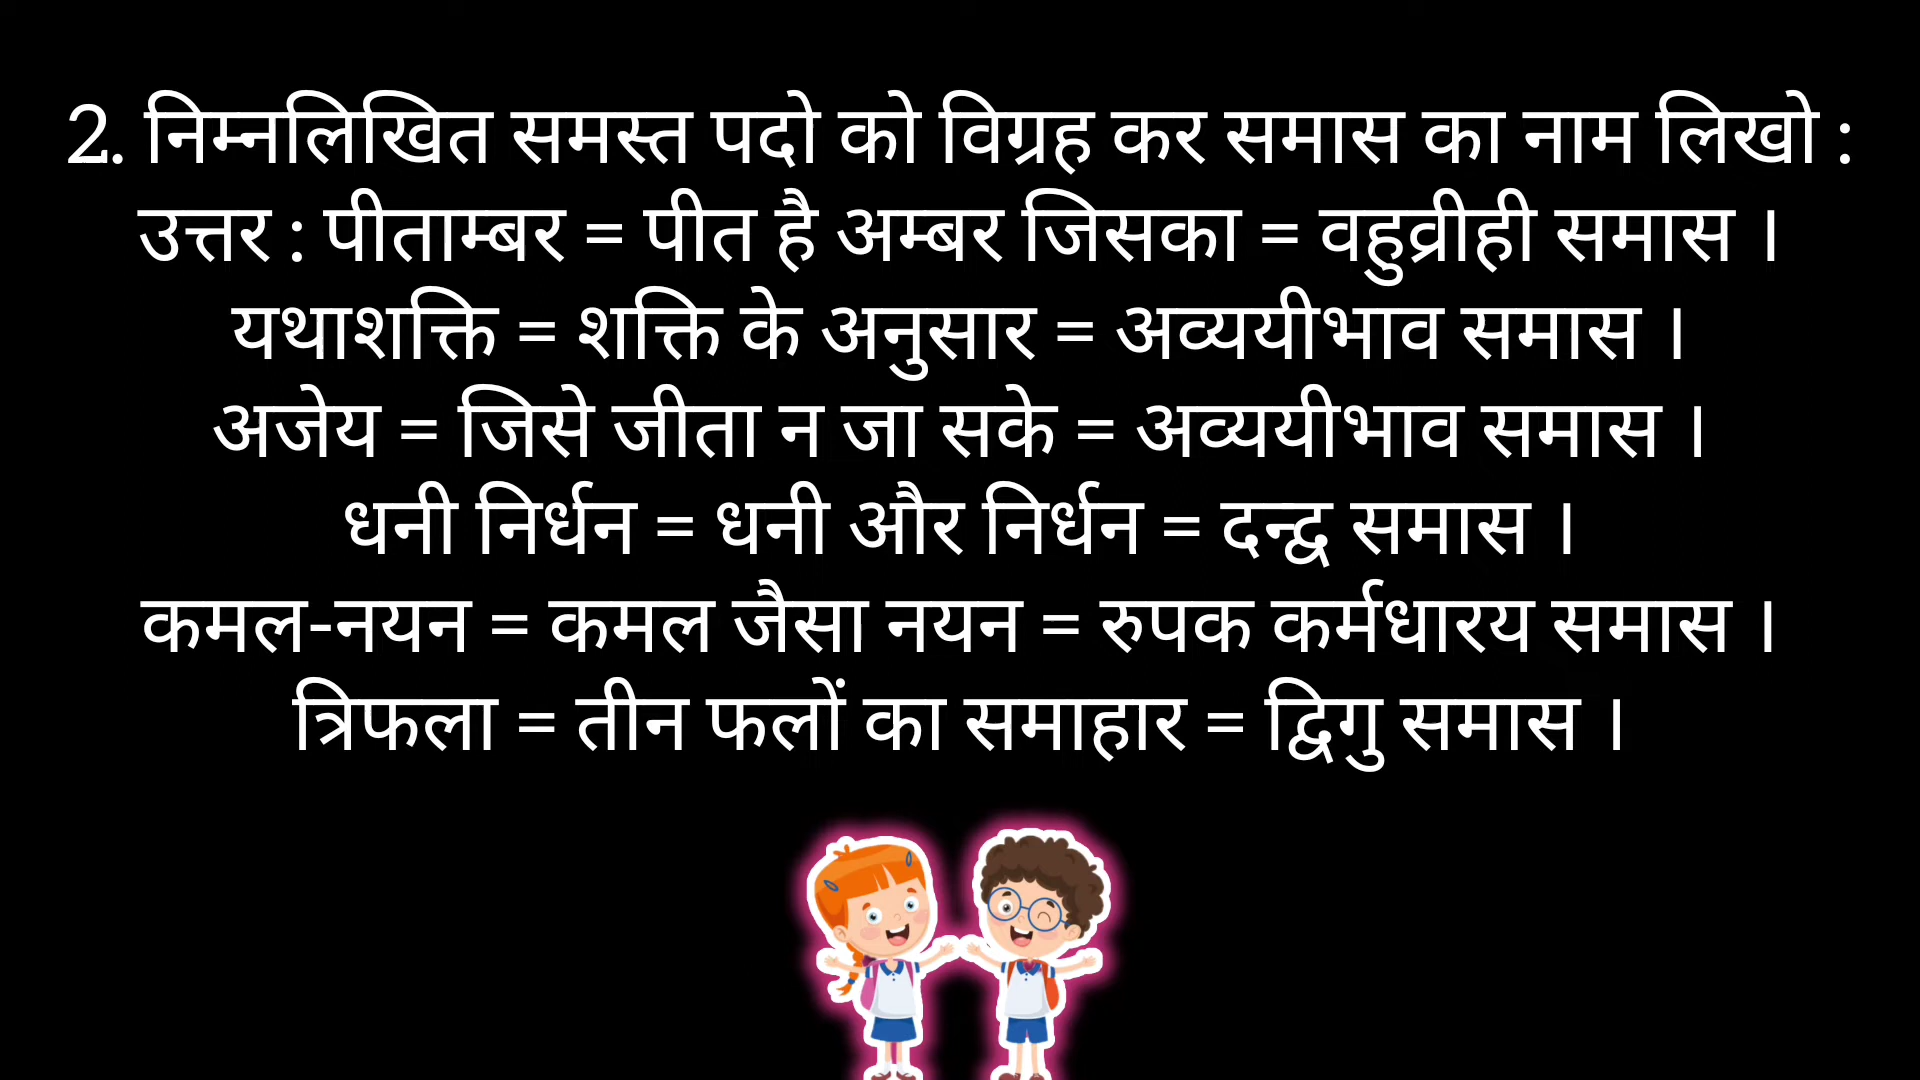 2. निम्नलिखित समस्त पदो को विग्रह कर समास का नाम लिखो :
उत्तर : पीताम्बर = पीत है अम्बर जिसका = वहुव्रीही समास ।
यथाशक्ति = शक्ति के अनुसार = अव्ययीभाव समास ।
अजेय = जिसे जीता न जा सके = अव्ययीभाव समास ।
धनी निर्धन = धनी और निर्धन = दन्द्व समास ।
कमल-नयन = कमल जैसा नयन = रुपक कर्मधारय समास ।
त्रिफला = तीन फलों का समाहार = द्विगु समास ।